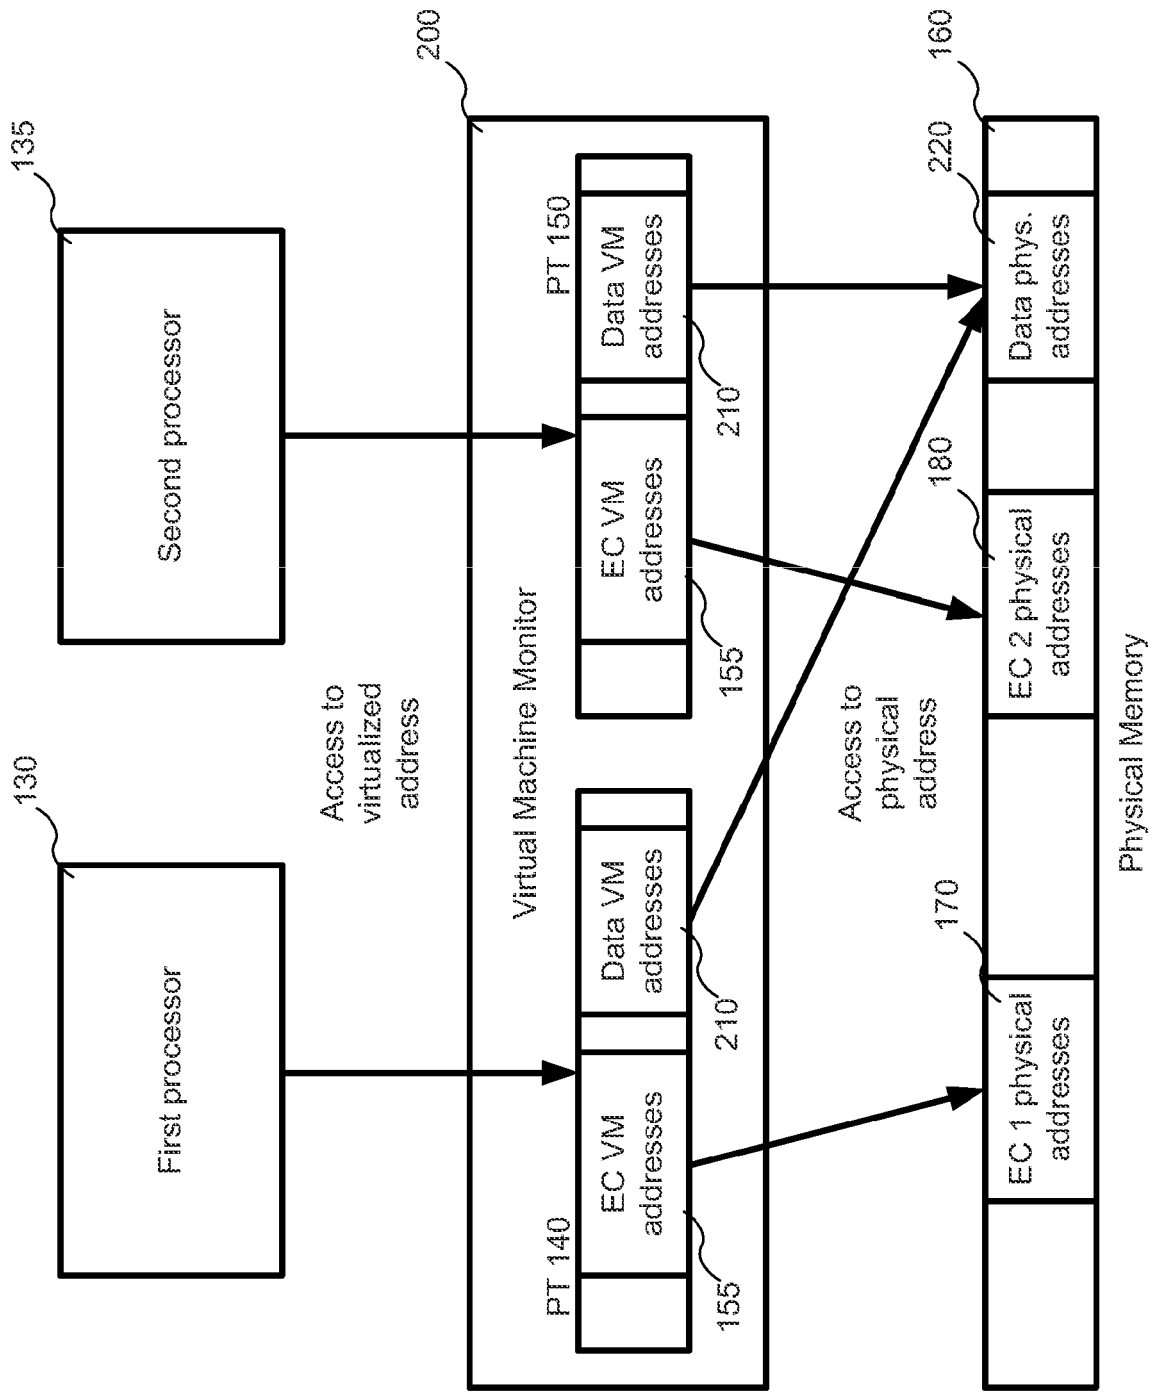 130
First processor
135
Second processor
Access to
virtualized
address
200
Virtual Machine Monitor
PT 140
EC VM
addresses
Data VM
addresses
155
210
PT 150
EC VM
addresses
Data VM
addresses
155
210
Access to
physical
address
170
180
220
160
EC 1 physical
addresses
EC 2 physical
addresses
Data phys.
addresses
Physical Memory